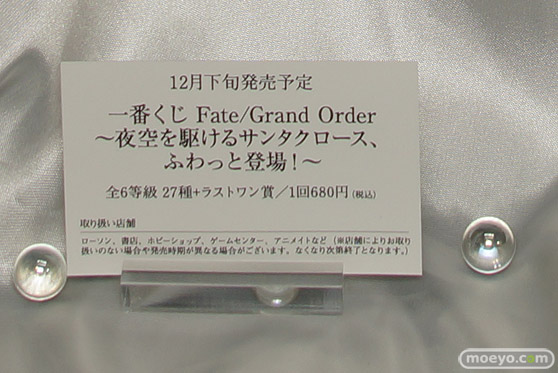 12月下旬発売予定
一番くじ Fate/Grand Order
～夜空を駆けるサンタクロース、
ふわっと登場！～
全6等級 27種+ラストワン賞／1回680円(税込)
取り扱い店舗
ローソン、書店、ホビーショップ、ゲームセンター、アニメイトなど（※店舗によりお取り
扱いのない場合や発売時期が異なる場合がございます。なくなり次第終了となります。）
moeyo.com